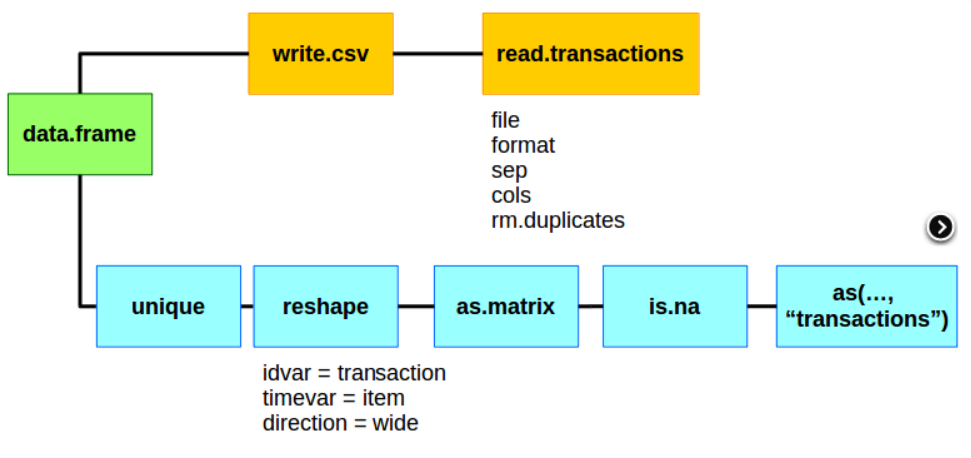 write.csv
read.transactions
data.frame
file
format
sep
cols
rm.duplicates
unique
reshape
as.matrix
is.na
as(…,
“transactions”)
idvar = transaction
timevar = item
direction = wide